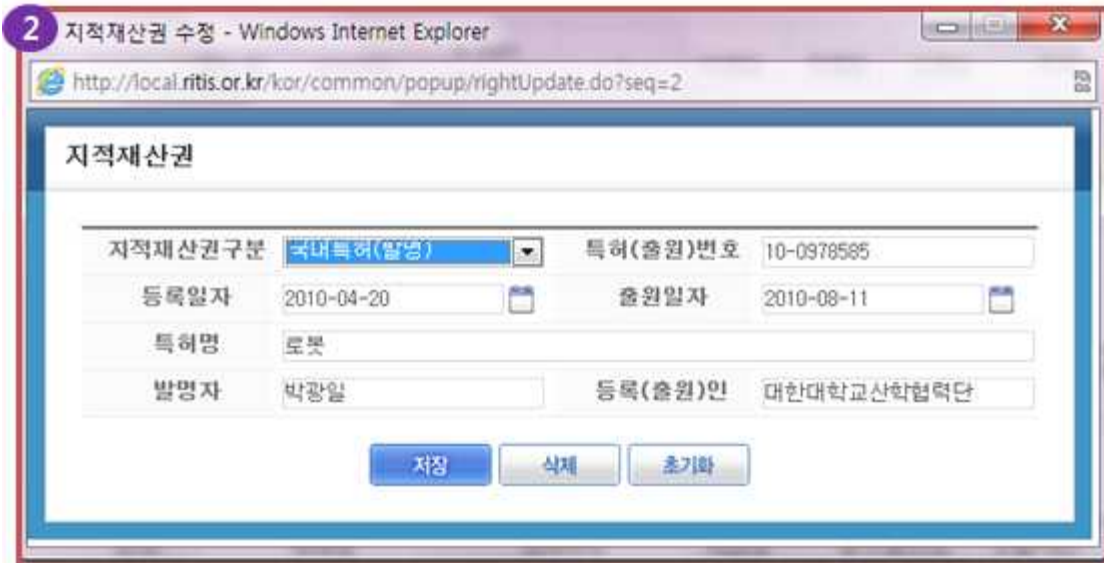 2
지적재산권 수정 - Windows Internet Explorer
http://local.ritis.or.kr/kor/common/popup/rightUpdate.do?seq=2
지적재산권
지적재산권구분 국내특허(발명) 특허(출원)번호 10-0978585
등록일자 2010-04-20 출원일자 2010-08-11
특허명 로봇
발명자 박광일 등록(출원)인 대한대학교산학협력단
저장 삭제 초기화